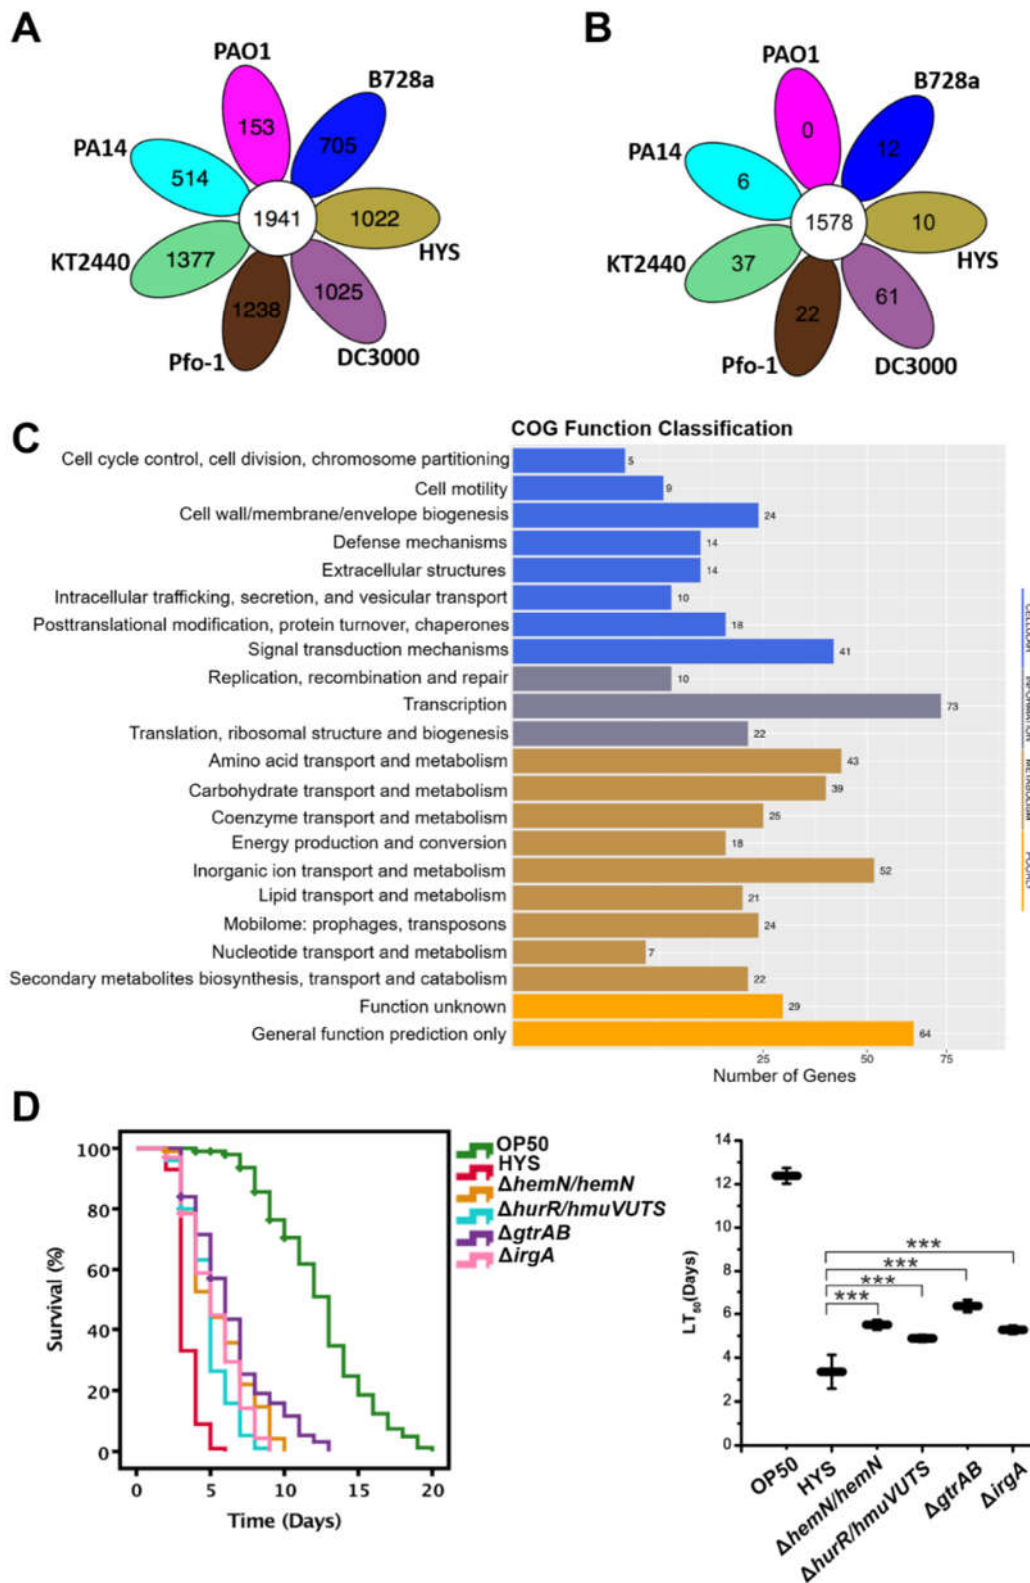 A
PAO1
B728a
PA14
HYS
KT2440
Pfo-1
DC3000
153
705
514
1941
1022
1377
1238
1025
B
PAO1
B728a
PA14
HYS
KT2440
Pfo-1
DC3000
0
12
6
1578
10
37
22
61
C
COG Function Classification
Cell cycle control, cell division, chromosome partitioning 5
Cell motility 9
Cell wall/membrane/envelope biogenesis 24
Defense mechanisms 14
Extracellular structures 14
Intracellular trafficking, secretion, and vesicular transport 10
Posttranslational modification, protein turnover, chaperones 18
Signal transduction mechanisms 41
Replication, recombination and repair 10
Transcription 73
Translation, ribosomal structure and biogenesis 22
Amino acid transport and metabolism 43
Carbohydrate transport and metabolism 39
Coenzyme transport and metabolism 25
Energy production and conversion 18
Inorganic ion transport and metabolism 52
Lipid transport and metabolism 21
Mobilome: prophages, transposons 24
Nucleotide transport and metabolism 7
Secondary metabolites biosynthesis, transport and catabolism 22
Function unknown 29
General function prediction only 64
25 50 75
Number of Genes
D
Survival (%)
100
80
60
40
20
0
0 5 10 15 20
Time (Days)
OP50
HYS
ΔhemN/hemN
ΔhurR/hmuVUTS
ΔgtrAB
ΔirgA
LT50(Days)
14
12
10
8
6
4
2
0
***
***
***
***
OP50
HYS
ΔhemN/hemN
ΔhurR/hmuVUTS
ΔgtrAB
ΔirgA